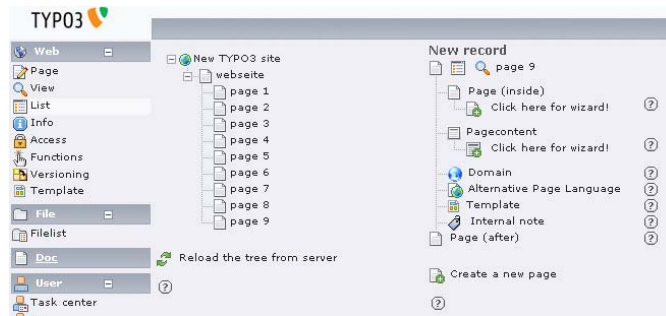 TYPO3
Web
Page
View
List
Info
Access
Functions
Versioning
Template
File
Filelist
Doc
User
Task center
New TYPO3 site
webseite
page 1
page 2
page 3
page 4
page 5
page 6
page 7
page 8
page 9
Reload the tree from server
New record
page 9
Page (inside)
Click here for wizard!
Pagecontent
Click here for wizard!
Domain
Alternative Page Language
Template
Internal note
Page (after)
Create a new page